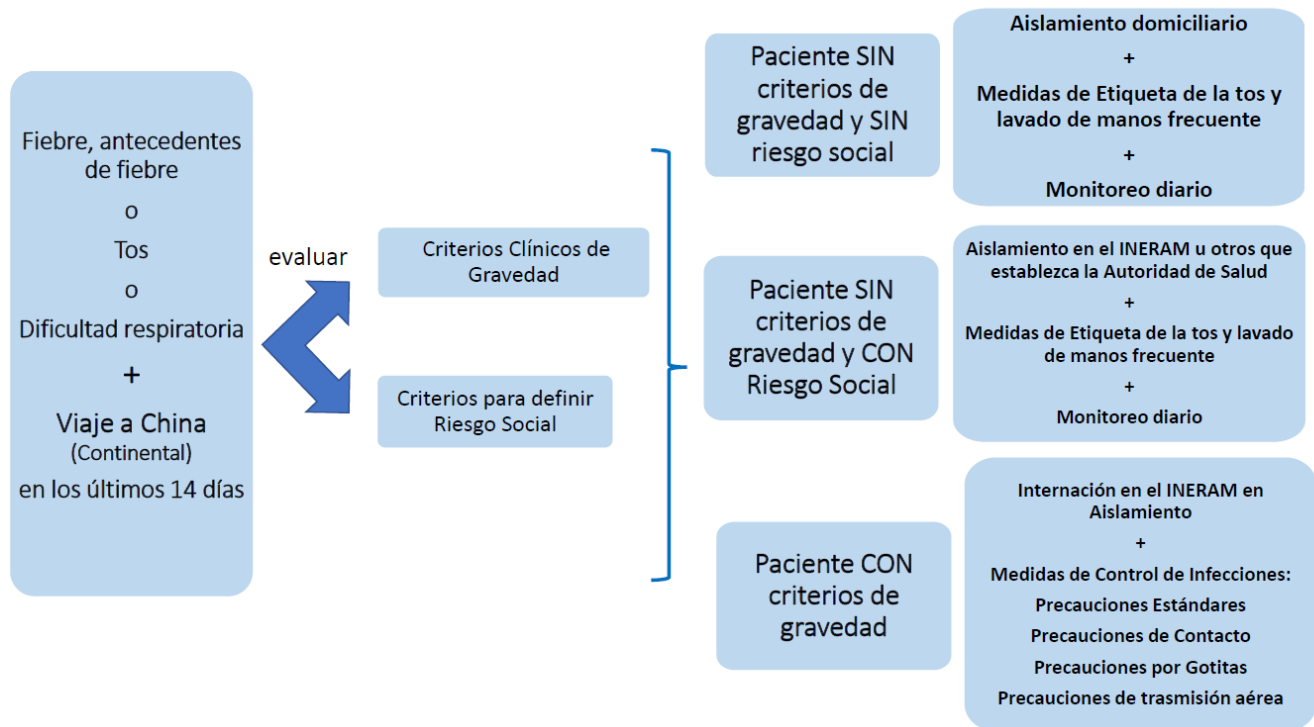 Fiebre, antecedentes
de fiebre
o
Tos
o
Dificultad respiratoria
+
Viaje a China
(Continental)
en los últimos 14 días
evaluar
Criterios Clínicos de
Gravedad
Criterios para definir
Riesgo Social
Paciente SIN
criterios de
gravedad y SIN
riesgo social
Aislamiento domiciliario
+
Medidas de Etiqueta de la tos y
lavado de manos frecuente
+
Monitoreo diario
Paciente SIN
criterios de
gravedad y CON
Riesgo Social
Aislamiento en el INERAM u otros que
establezca la Autoridad de Salud
+
Medidas de Etiqueta de la tos y lavado
de manos frecuente
+
Monitoreo diario
Paciente CON
criterios de
gravedad
Internación en el INERAM en
Aislamiento
+
Medidas de Control de Infecciones:
Precauciones Estándares
Precauciones de Contacto
Precauciones por Gotitas
Precauciones de trasmisión aérea